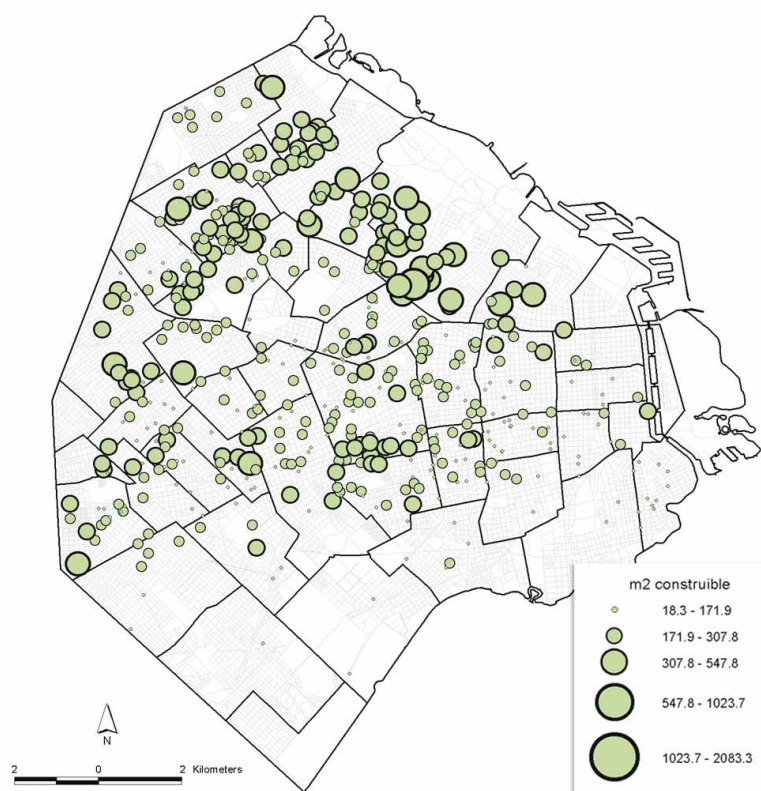 m2 construible
18.3 - 171.9
171.9 - 307.8
307.8 - 547.8
547.8 - 1023.7
1023.7 - 2083.3
N
2 0 2 Kilometers